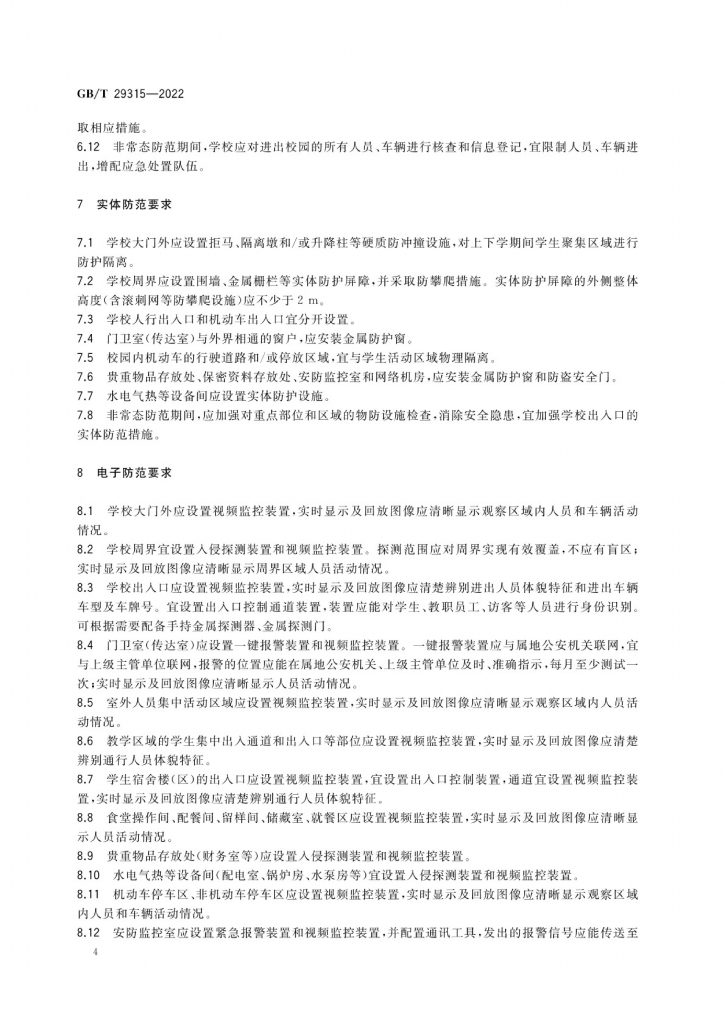 GB/T 29315—2022
取相应措施。
6.12 非常态防范期间,学校应对进出校园的所有人员、车辆进行核查和信息登记,宜限制人员、车辆进
出,增配应急处置队伍。
7 实体防范要求
7.1 学校大门外应设置拒马、隔离墩和/或升降柱等硬质防冲撞设施,对上下学期间学生聚集区域进行
防护隔离。
7.2 学校周界应设置围墙、金属栅栏等实体防护屏障,并采取防攀爬措施。实体防护屏障的外侧整体
高度(含滚刺网等防攀爬设施)应不少于 2 m。
7.3 学校人行出入口和机动车出入口宜分开设置。
7.4 门卫室(传达室)与外界相通的窗户,应安装金属防护窗。
7.5 校园内机动车的行驶道路和/或停放区域,宜与学生活动区域物理隔离。
7.6 贵重物品存放处、保密资料存放处、安防监控室和网络机房,应安装金属防护窗和防盗安全门。
7.7 水电气热等设备间应设置实体防护设施。
7.8 非常态防范期间,应加强对重点部位和区域的物防设施检查,消除安全隐患,宜加强学校出入口的
实体防范措施。
8 电子防范要求
8.1 学校大门外应设置视频监控装置,实时显示及回放图像应清晰显示观察区域内人员和车辆活动
情况。
8.2 学校周界宜设置入侵探测装置和视频监控装置。探测范围应对周界实现有效覆盖,不应有盲区;
实时显示及回放图像应清晰显示周界区域人员活动情况。
8.3 学校出入口应设置视频监控装置,实时显示及回放图像应清楚辨别进出人员体貌特征和进出车辆
车型及车牌号。宜设置出入口控制通道装置,装置应能对学生、教职员工、访客等人员进行身份识别。
可根据需要配备手持金属探测器、金属探测门。
8.4 门卫室(传达室)应设置一键报警装置和视频监控装置。一键报警装置应与属地公安机关联网,宜
与上级主管单位联网,报警的位置应能在属地公安机关、上级主管单位及时、准确指示,每月至少测试一
次;实时显示及回放图像应清晰显示人员活动情况。
8.5 室外人员集中活动区域应设置视频监控装置,实时显示及回放图像应清晰显示观察区域内人员活
动情况。
8.6 教学区域的学生集中出入通道和出入口等部位应设置视频监控装置,实时显示及回放图像应清楚
辨别通行人员体貌特征。
8.7 学生宿舍楼(区)的出入口应设置视频监控装置,宜设置出入口控制装置,通道宜设置视频监控装
置,实时显示及回放图像应清楚辨别通行人员体貌特征。
8.8 食堂操作间、配餐间、留样间、储藏室、就餐区应设置视频监控装置,实时显示及回放图像应清晰显
示人员活动情况。
8.9 贵重物品存放处(财务室等)应设置入侵探测装置和视频监控装置。
8.10 水电气热等设备间(配电室、锅炉房、水泵房等)宜设置入侵探测装置和视频监控装置。
8.11 机动车停车区、非机动车停车区应设置视频监控装置,实时显示及回放图像应清晰显示观察区域
内人员和车辆活动情况。
8.12 安防监控室应设置紧急报警装置和视频监控装置,并配置通讯工具,发出的报警信号应能传送至
4